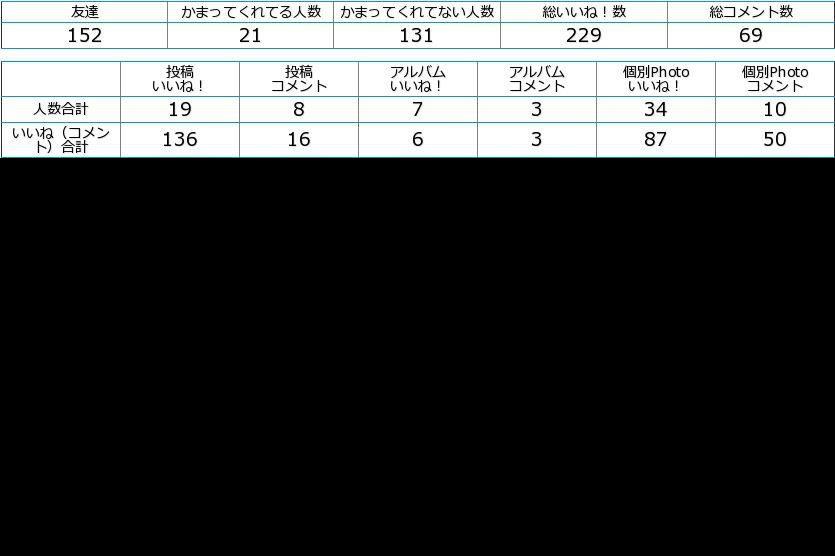 友達 かまってくれてる人数 かまってくれてない人数 総いいね！数 総コメント数
152 21 131 229 69
投稿 投稿 アルバム アルバム 個別Photo 個別Photo
いいね！ コメント いいね！ コメント いいね！ コメント
人数合計 19 8 7 3 34 10
いいね（コメン
ト）合計 136 16 6 3 87 50